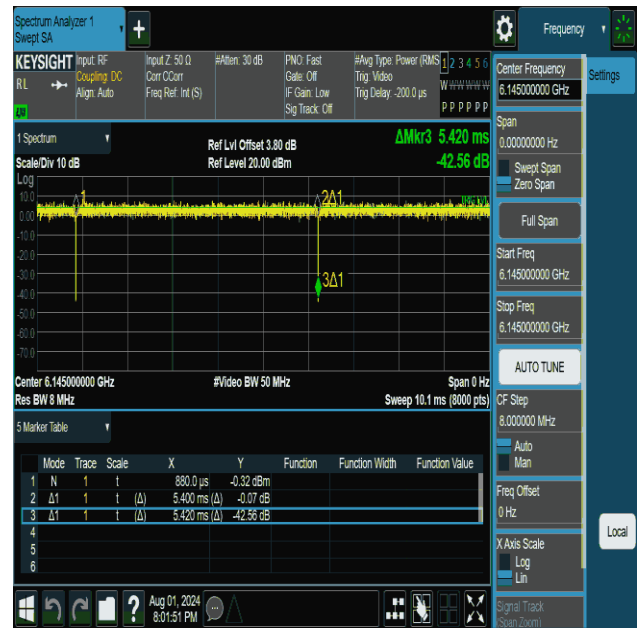 Spectrum Analyzer 1
Swept SA
Frequency
KEYSIGHT
RL
Input: RF
Coupling: DC
Align: Auto
Input Z: 50 Ω
Corr CCorr
Freq Ref: Int (S)
#Atten: 30 dB
PNO: Fast
Gate: Off
IF Gain: Low
Sig Track: Off
#Avg Type: Power (RMS
Trig: Video
Trig Delay: -200.0 µs
1 2 3 4 5 6
W W W W W W
P P P P P P
Center Frequency
6.145000000 GHz
Settings
Span
0.00000000 Hz
Swept Span
Zero Span
Full Span
Start Freq
6.145000000 GHz
Stop Freq
6.145000000 GHz
AUTO TUNE
CF Step
8.000000 MHz
Auto
Man
Freq Offset
0 Hz
X Axis Scale
Log
Lin
Signal Track
(Span Zoom)
Local
1 Spectrum
Scale/Div 10 dB
Ref Lvl Offset 3.80 dB
Ref Level 20.00 dBm
ΔMkr3 5.420 ms
-42.56 dB
Log
10.0
0.00
-10.0
-20.0
-30.0
-40.0
-50.0
-60.0
-70.0
1
2Δ1
3Δ1
Center 6.145000000 GHz
Res BW 8 MHz
#Video BW 50 MHz
Span 0 Hz
Sweep 10.1 ms (8000 pts)
5 Marker Table
Mode Trace Scale X Y Function Function Width Function Value
1 N 1 t 880.0 µs -0.32 dBm
2 Δ1 1 t (Δ) 5.400 ms (Δ) -0.07 dB
3 Δ1 1 t (Δ) 5.420 ms (Δ) -42.56 dB
4
5
6
Aug 01, 2024
8:01:51 PM